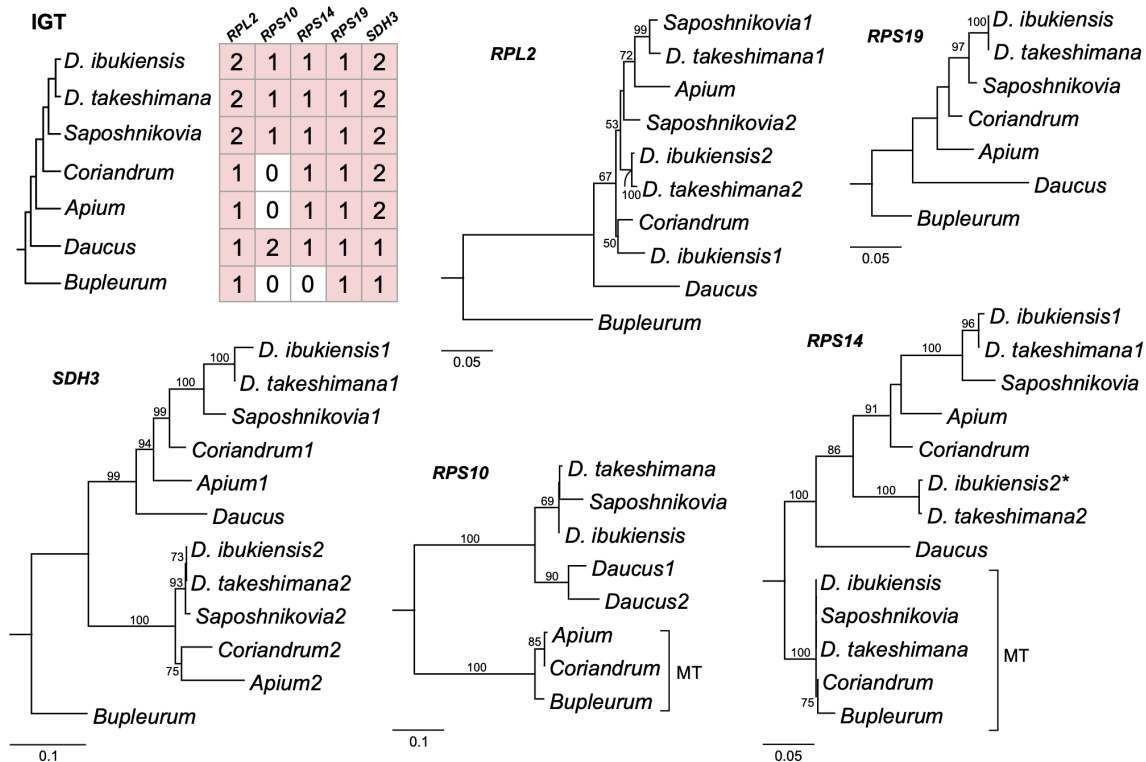 IGT
RPL2 RPS10 RPS14 RPS19 SDH3
D. ibukiensis 2 1 1 1 2
D. takeshimana 2 1 1 1 2
Saposhnikovia 2 1 1 1 2
Coriandrum 1 0 1 1 2
Apium 1 0 1 1 2
Daucus 1 2 1 1 1
Bupleurum 1 0 0 1 1
RPL2
Saposhnikovia1
99
D. takeshimana1
72
Apium
Saposhnikovia2
53
D. ibukiensis2
D. takeshimana2
100
67
Coriandrum
50
D. ibukiensis1
Daucus
Bupleurum
0.05
RPS19
100
D. ibukiensis
D. takeshimana
97
Saposhnikovia
Coriandrum
Apium
Daucus
Bupleurum
0.05
SDH3
D. ibukiensis1
100
D. takeshimana1
100
Saposhnikovia1
99
Coriandrum1
94
Apium1
99
Daucus
D. ibukiensis2
73
D. takeshimana2
93
Saposhnikovia2
100
Coriandrum2
75
Apium2
Bupleurum
0.1
RPS10
D. takeshimana
69
Saposhnikovia
D. ibukiensis
100
Daucus1
90
Daucus2
Apium
85
Coriandrum
100
Bupleurum
MT
0.1
RPS14
D. ibukiensis1
96
D. takeshimana1
100
Saposhnikovia
Apium
91
Coriandrum
86
D. ibukiensis2*
100
D. takeshimana2
100
Daucus
D. ibukiensis
Saposhnikovia
D. takeshimana
100
Coriandrum
75
Bupleurum
MT
0.05